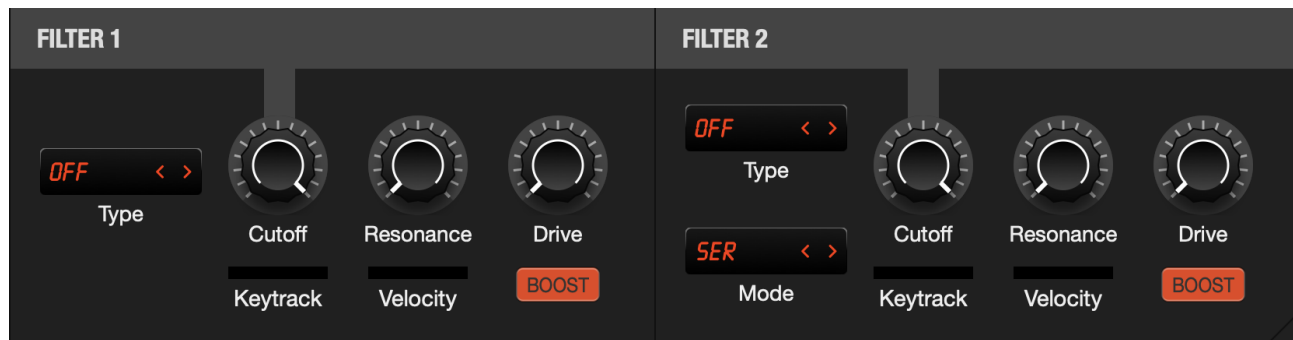 FILTER 1
OFF < >
Type
Cutoff
Resonance
Drive
Keytrack
Velocity
BOOST
FILTER 2
OFF < >
Type
SER < >
Mode
Cutoff
Resonance
Drive
Keytrack
Velocity
BOOST